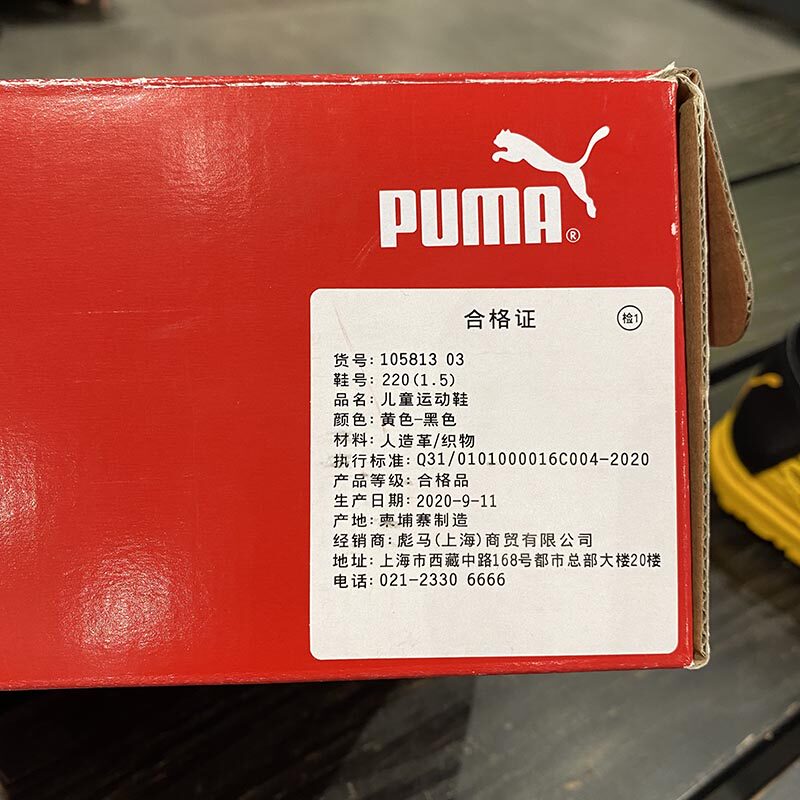 PUMA®
合格证 检1
货号: 105813 03
鞋号: 220(1.5)
品名: 儿童运动鞋
颜色: 黄色-黑色
材料: 人造革/织物
执行标准: Q31/0101000016C004-2020
产品等级: 合格品
生产日期: 2020-9-11
产地: 柬埔寨制造
经销商: 彪马(上海)商贸有限公司
地址: 上海市西藏中路168号都市总部大楼20楼
电话: 021-2330 6666